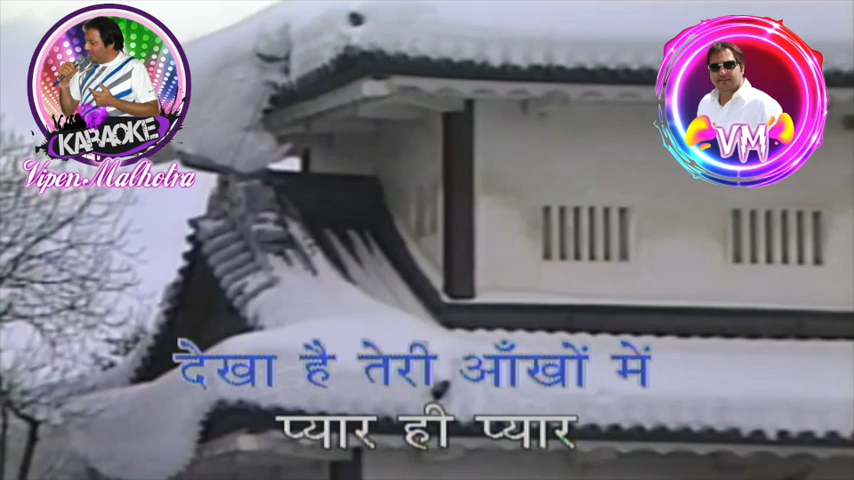 KARAOKE
Vipen Malhotra
VM
देखा है तेरी आँखों में
प्यार ही प्यार